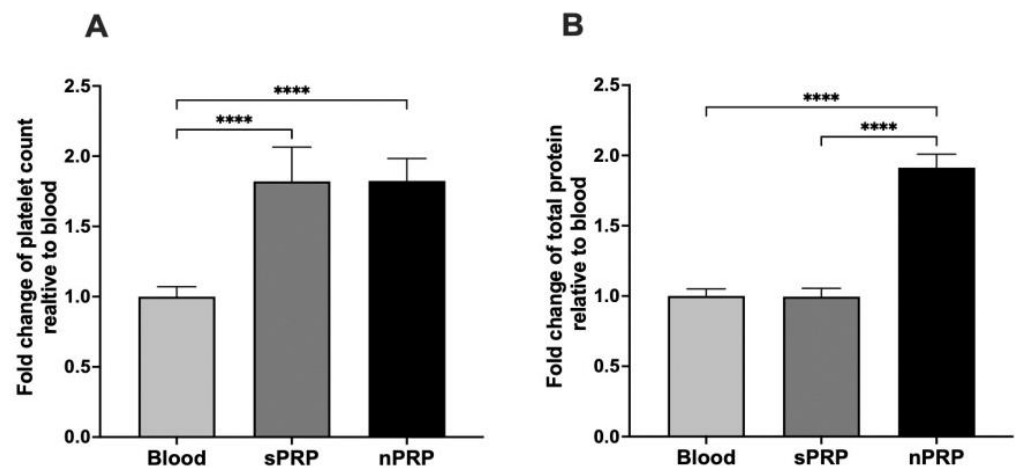 A
Fold change of platelet count
realtive to blood
2.5
2.0
1.5
1.0
0.5
0.0
****
****
Blood sPRP nPRP
B
Fold change of total protein
relative to blood
2.5
2.0
1.5
1.0
0.5
0.0
****
****
Blood sPRP nPRP